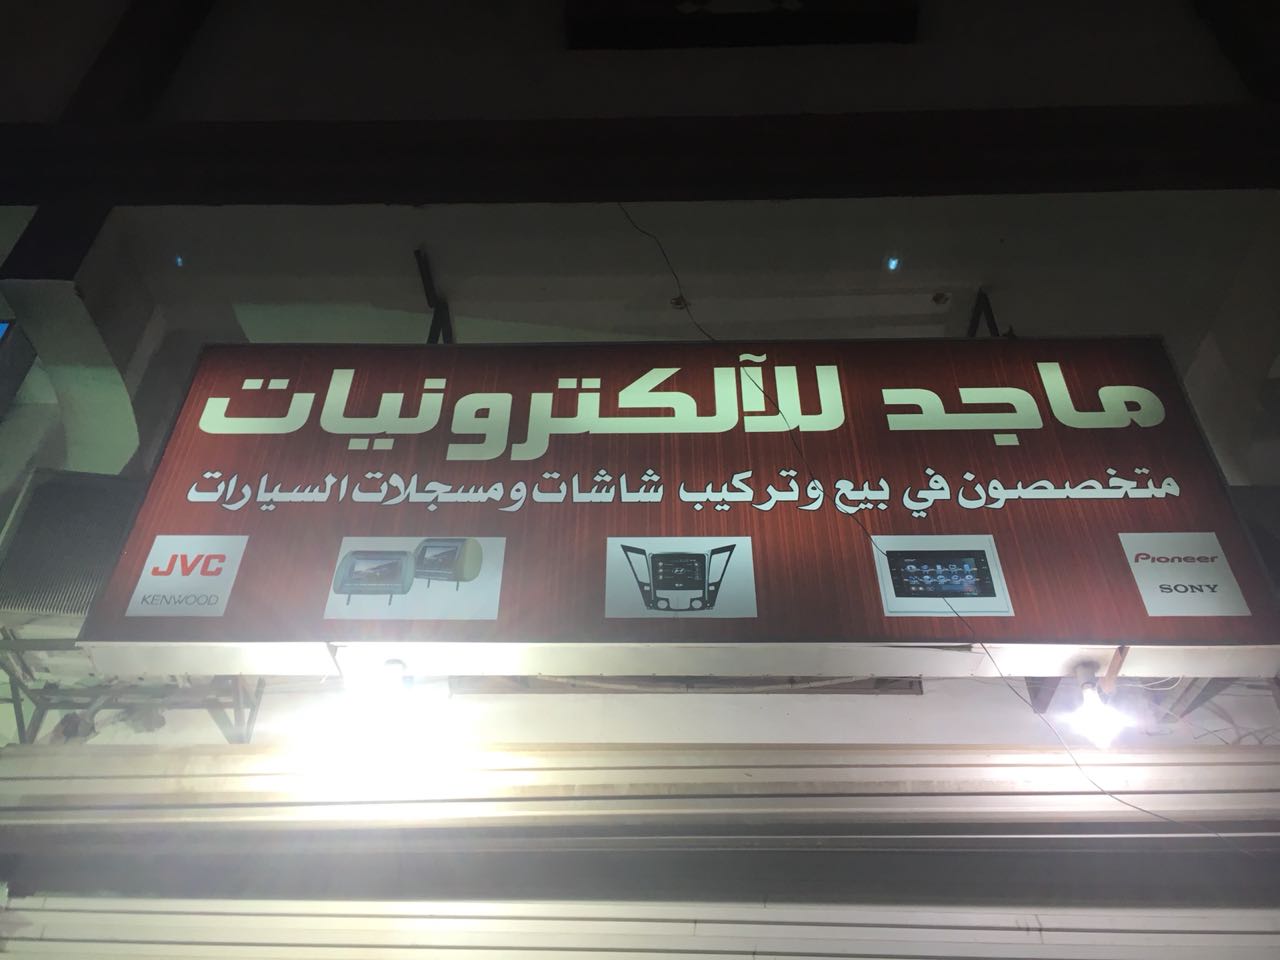 ماجد للآلكترونيات
متخصصون في بيع وتركيب شاشات ومسجلات السيارات
JVC
KENWOOD
Pioneer
SONY